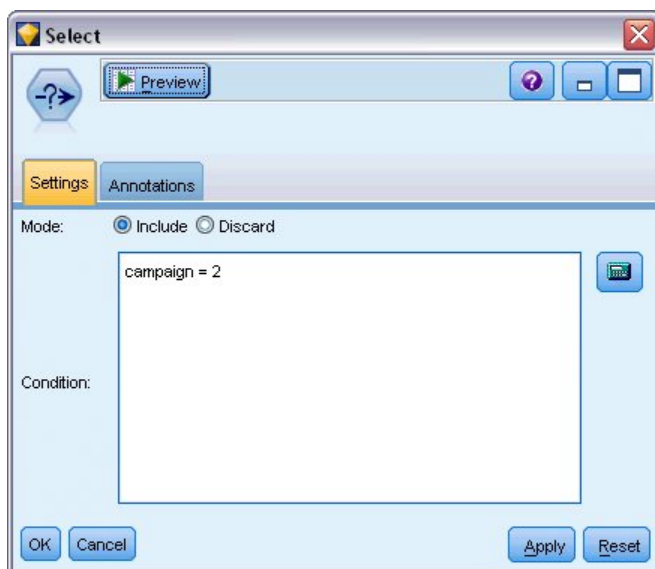 Select
-?➤
Preview
?
Settings Annotations
Mode: Include Discard
campaign = 2
Condition:
OK Cancel Apply Reset